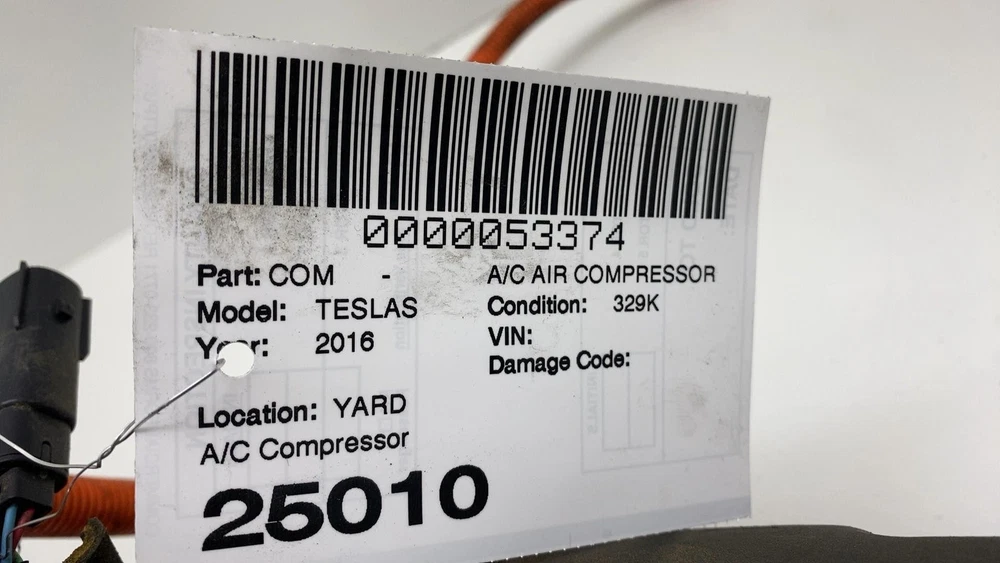 0000053374
Part: COM - A/C AIR COMPRESSOR
Model: TESLAS Condition: 329K
Year: 2016 VIN:
Damage Code:
Location: YARD
A/C Compressor
25010